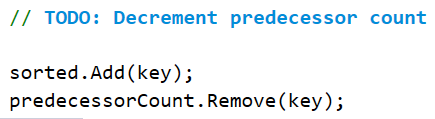 // TODO: Decrement predecessor count
sorted.Add(key);
predecessorCount.Remove(key);